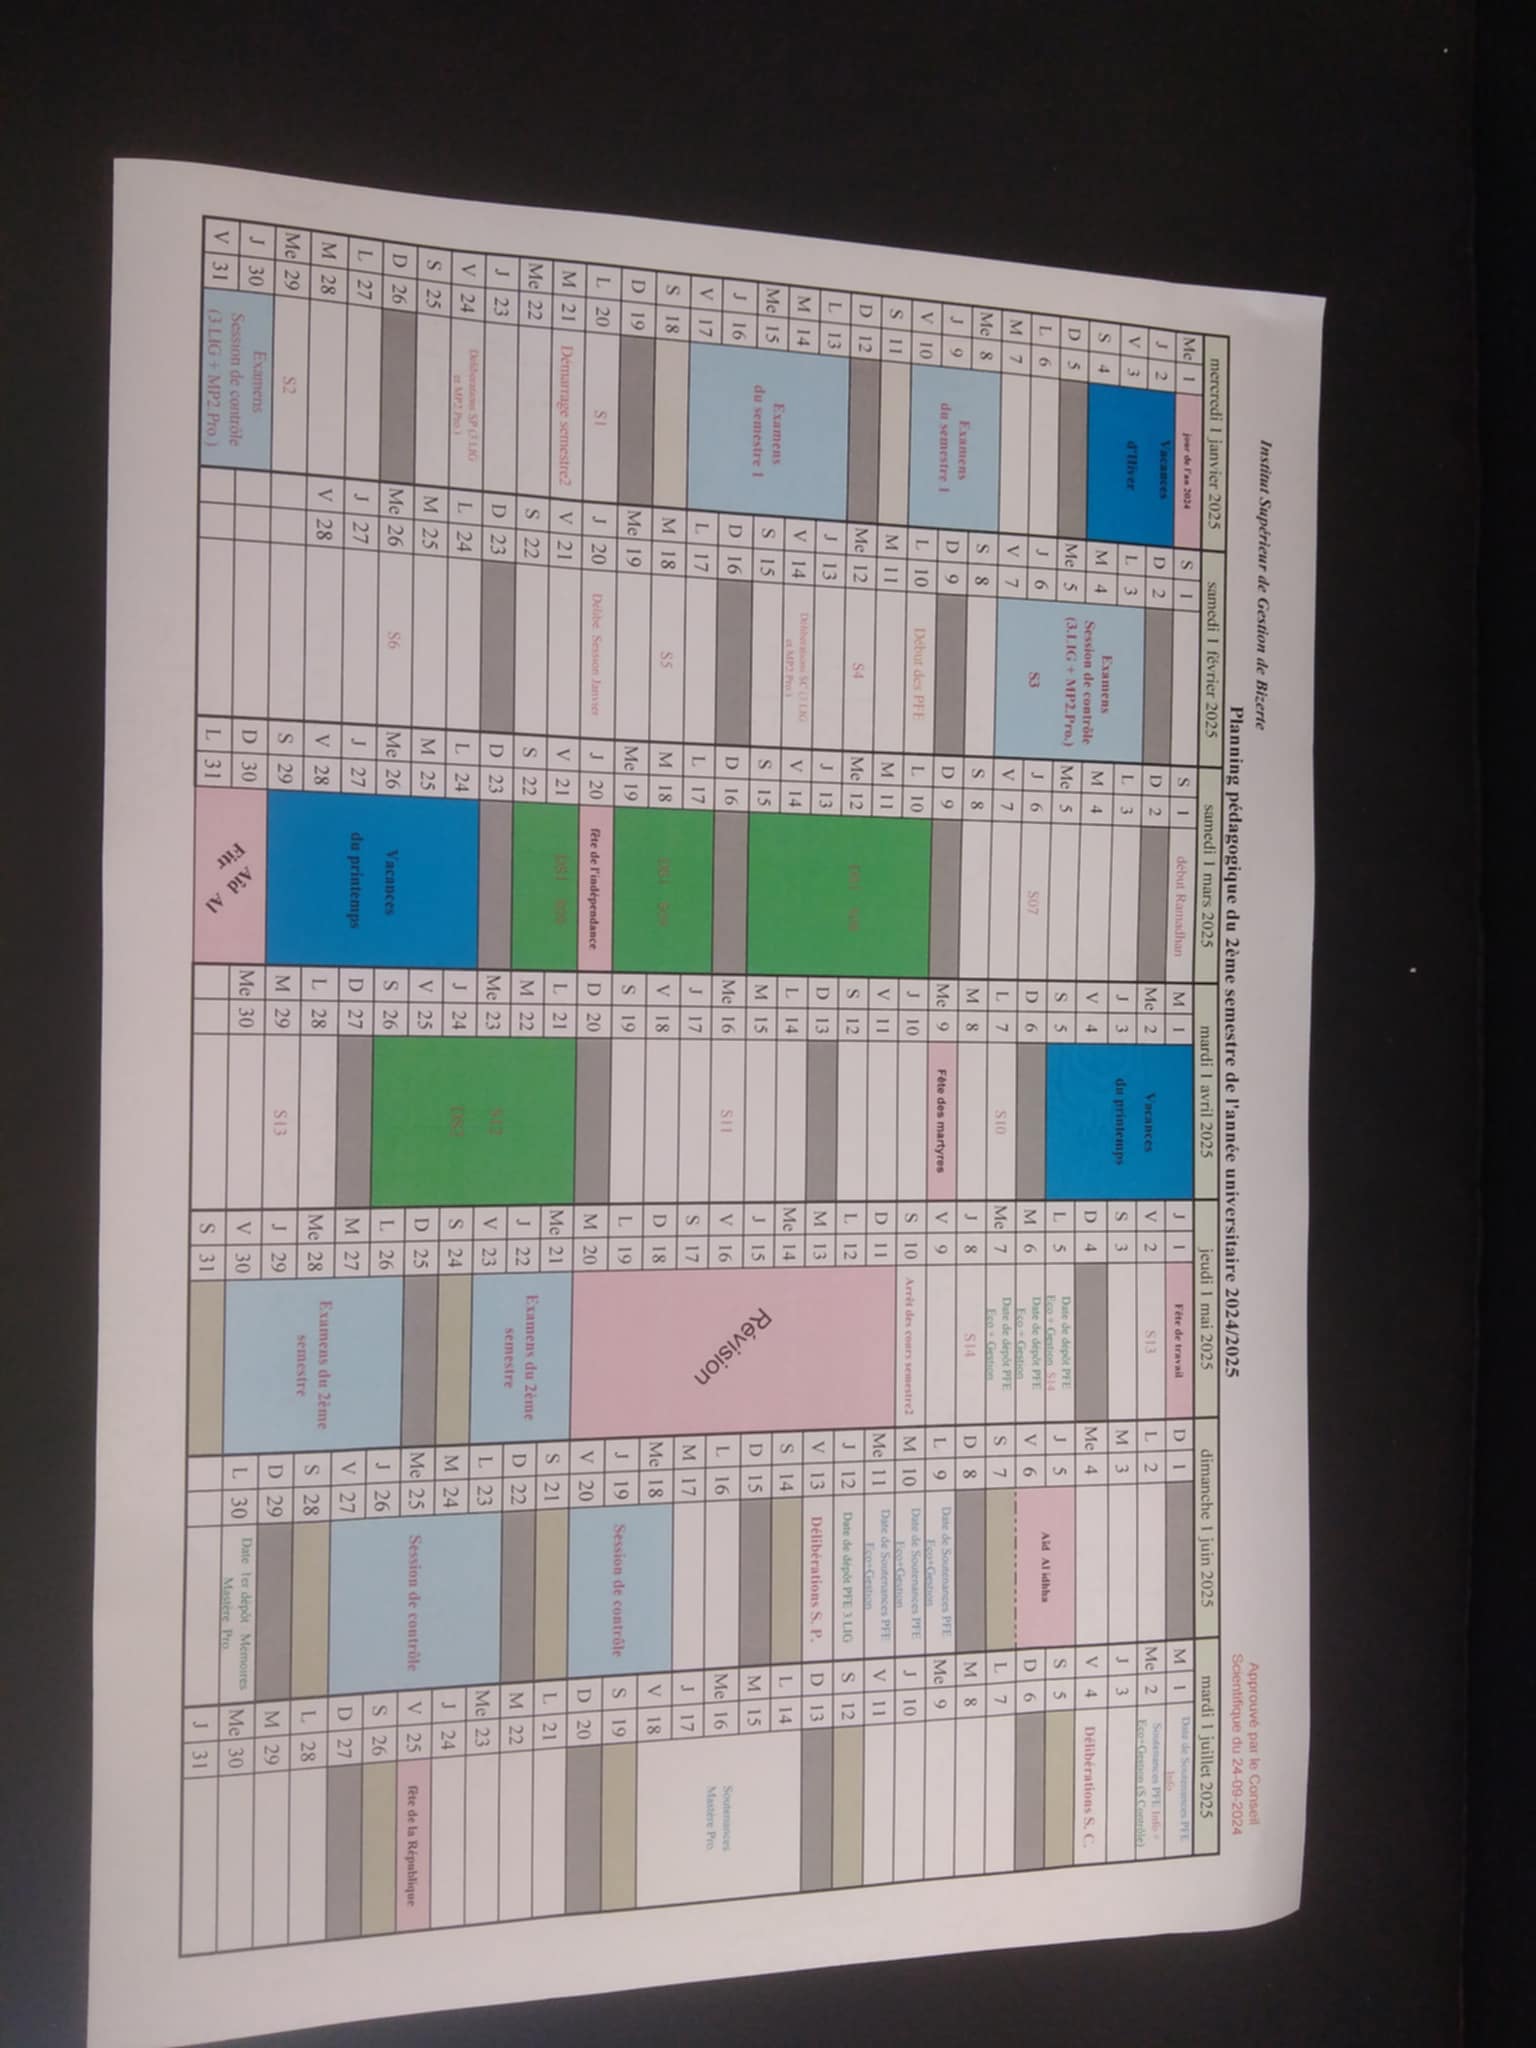 Institut Supérieur de Gestion de Bizerte
Approuvé par le Conseil
Scientifique du 24-09-2024
Planning pédagogique du 2ème semestre de l'année universitaire 2024/2025
mercredi 1 janvier 2025 samedi 1 février 2025 samedi 1 mars 2025 mardi 1 avril 2025 jeudi 1 mai 2025 dimanche 1 juin 2025 mardi 1 juillet 2025
Me 1 jour de l'an 2024
J 2 Vacances
V 3 d'Hiver
S 4
D 5
L 6
M 7
Me 8
J 9 Examens
du semestre 1
V 10
S 11
D 12
L 13
M 14
Me 15 Examens
du semestre 1
J 16
V 17
S 18
D 19
L 20 S1
M 21 Démarrage semestre2
Me 22
J 23
V 24 Deliberations SP (3.LIG
et MP2.Pro.)
S 25
D 26
L 27
M 28
Me 29 S2
J 30 Examens
Session de contrôle
V 31 (3.LIG + MP2.Pro.)
S 1
D 2
L 3
M 4 Examens
Session de contrôle
Me 5 (3.LIG + MP2.Pro.)
J 6 S3
V 7
S 8
D 9
L 10 Début des PFE
M 11
Me 12 S4
J 13
V 14 Déliberations SC (3.LIG
et MP2.Pro.)
S 15
D 16
L 17
M 18 S5
Me 19
J 20 Délibé. Session Janvier
V 21
S 22
D 23
L 24
M 25
Me 26 S6
J 27
V 28
S 1 début Ramadhan
D 2
L 3
M 4
Me 5
J 6 S07
V 7
S 8
D 9
L 10
M 11
Me 12 DS1
J 13
V 14
S 15
D 16
L 17
M 18 DS1
Me 19
J 20 fête de l'indépendance
V 21 DS1
S 22
D 23
L 24
M 25
Me 26 Vacances
J 27 du printemps
V 28
S 29
D 30 Aïd Al
L 31 Fitr
M 1
Me 2 Vacances
J 3 du printemps
V 4
S 5
D 6
L 7 S10
M 8
Me 9 Fête des martyres
J 10
V 11
S 12
D 13
L 14
M 15
Me 16 S11
J 17
V 18
S 19
D 20
L 21
M 22
Me 23 S12
J 24 DS2
V 25
S 26
D 27
L 28
M 29 S13
Me 30
J 1 Fête de travail
V 2 S13
S 3
D 4
L 5 Date de dépôt PFE
Eco + Gestion S14
M 6 Date de dépôt PFE
Eco + Gestion
Me 7 Date de dépôt PFE
Eco + Gestion
J 8 S14
V 9
S 10 Arrêt des cours semestre2
D 11
L 12
M 13
Me 14
J 15
V 16 Révision
S 17
D 18
L 19
M 20
Me 21
J 22 Examens du 2ème
semestre
V 23
S 24
D 25
L 26
M 27
Me 28 Examens du 2ème
semestre
J 29
V 30
S 31
D 1
L 2
M 3
Me 4
J 5 Aïd Al idhha
V 6
S 7
D 8
L 9 Date de Soutenances PFE
Eco+Gestion
M 10 Date de Soutenances PFE
Eco+Gestion
Me 11 Date de Soutenances PFE
Eco+Gestion
J 12 Date de dépôt PFE 3.LIG
V 13 Délibérations S. P.
S 14
D 15
L 16
M 17
Me 18
J 19 Session de contrôle
V 20
S 21
D 22
L 23
M 24
Me 25 Session de contrôle
J 26
V 27
S 28
D 29
L 30 Date 1er dépôt Mémoires
Mastère Pro.
M 1 Date de Soutenances PFE
Info
Me 2 Soutenances PFE Info +
Eco+Gestion (S Contrôle)
J 3
V 4 Délibérations S. C.
S 5
D 6
L 7
M 8
Me 9
J 10
V 11
S 12
D 13
L 14
M 15
Me 16 Soutenances
Mastère Pro.
J 17
V 18
S 19
D 20
L 21
M 22
Me 23
J 24
V 25 fête de la République
S 26
D 27
L 28
M 29
Me 30
J 31